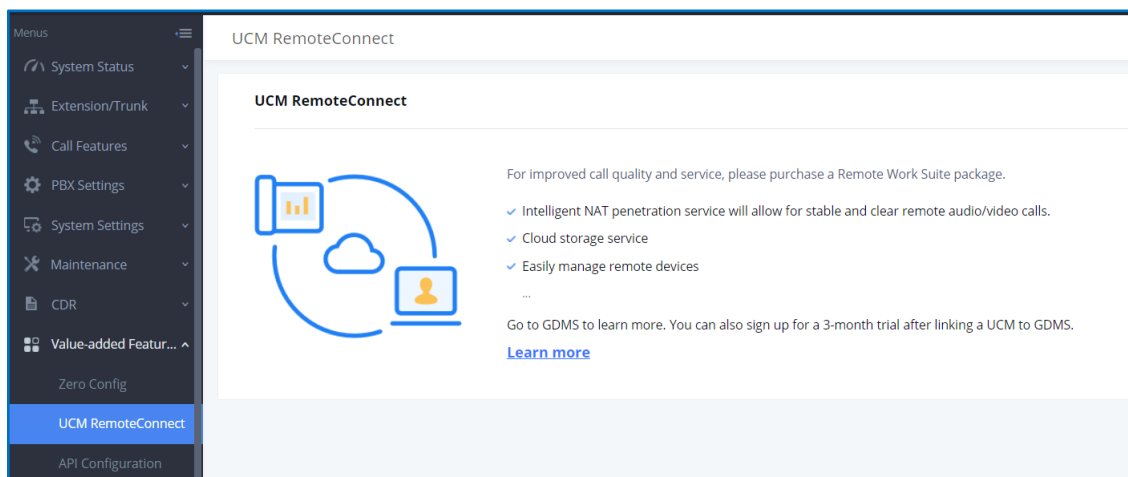 Menus
System Status
Extension/Trunk
Call Features
PBX Settings
System Settings
Maintenance
CDR
Value-added Featur...
Zero Config
UCM RemoteConnect
API Configuration
UCM RemoteConnect
UCM RemoteConnect
For improved call quality and service, please purchase a Remote Work Suite package.
Intelligent NAT penetration service will allow for stable and clear remote audio/video calls.
Cloud storage service
Easily manage remote devices
...
Go to GDMS to learn more. You can also sign up for a 3-month trial after linking a UCM to GDMS.
Learn more